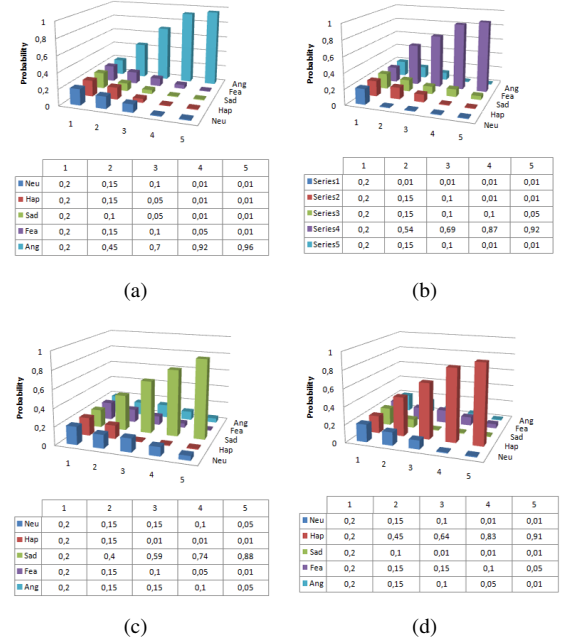 Probability
1
0,8
0,6
0,4
0,2
0
1 2 3 4 5
Ang
Fea
Sad
Hap
Neu
1 2 3 4 5
Neu 0,2 0,15 0,1 0,01 0,01
Hap 0,2 0,15 0,05 0,01 0,01
Sad 0,2 0,1 0,05 0,01 0,01
Fea 0,2 0,15 0,1 0,05 0,01
Ang 0,2 0,45 0,7 0,92 0,96
(a)
Probability
1
0,8
0,6
0,4
0,2
0
1 2 3 4 5
Ang
Fea
Sad
Hap
Neu
1 2 3 4 5
Series1 0,2 0,01 0,01 0,01 0,01
Series2 0,2 0,15 0,1 0,01 0,01
Series3 0,2 0,15 0,1 0,1 0,05
Series4 0,2 0,54 0,69 0,87 0,92
Series5 0,2 0,15 0,1 0,01 0,01
(b)
Probability
1
0,8
0,6
0,4
0,2
0
1 2 3 4 5
Ang
Fea
Sad
Hap
Neu
1 2 3 4 5
Neu 0,2 0,15 0,15 0,1 0,05
Hap 0,2 0,15 0,01 0,01 0,01
Sad 0,2 0,4 0,59 0,74 0,88
Fea 0,2 0,15 0,1 0,05 0,01
Ang 0,2 0,15 0,15 0,1 0,05
(c)
Probability
1
0,8
0,6
0,4
0,2
0
1 2 3 4 5
Ang
Fea
Sad
Hap
Neu
1 2 3 4 5
Neu 0,2 0,15 0,1 0,01 0,01
Hap 0,2 0,45 0,64 0,83 0,91
Sad 0,2 0,1 0,01 0,01 0,01
Fea 0,2 0,15 0,15 0,1 0,05
Ang 0,2 0,15 0,1 0,05 0,01
(d)